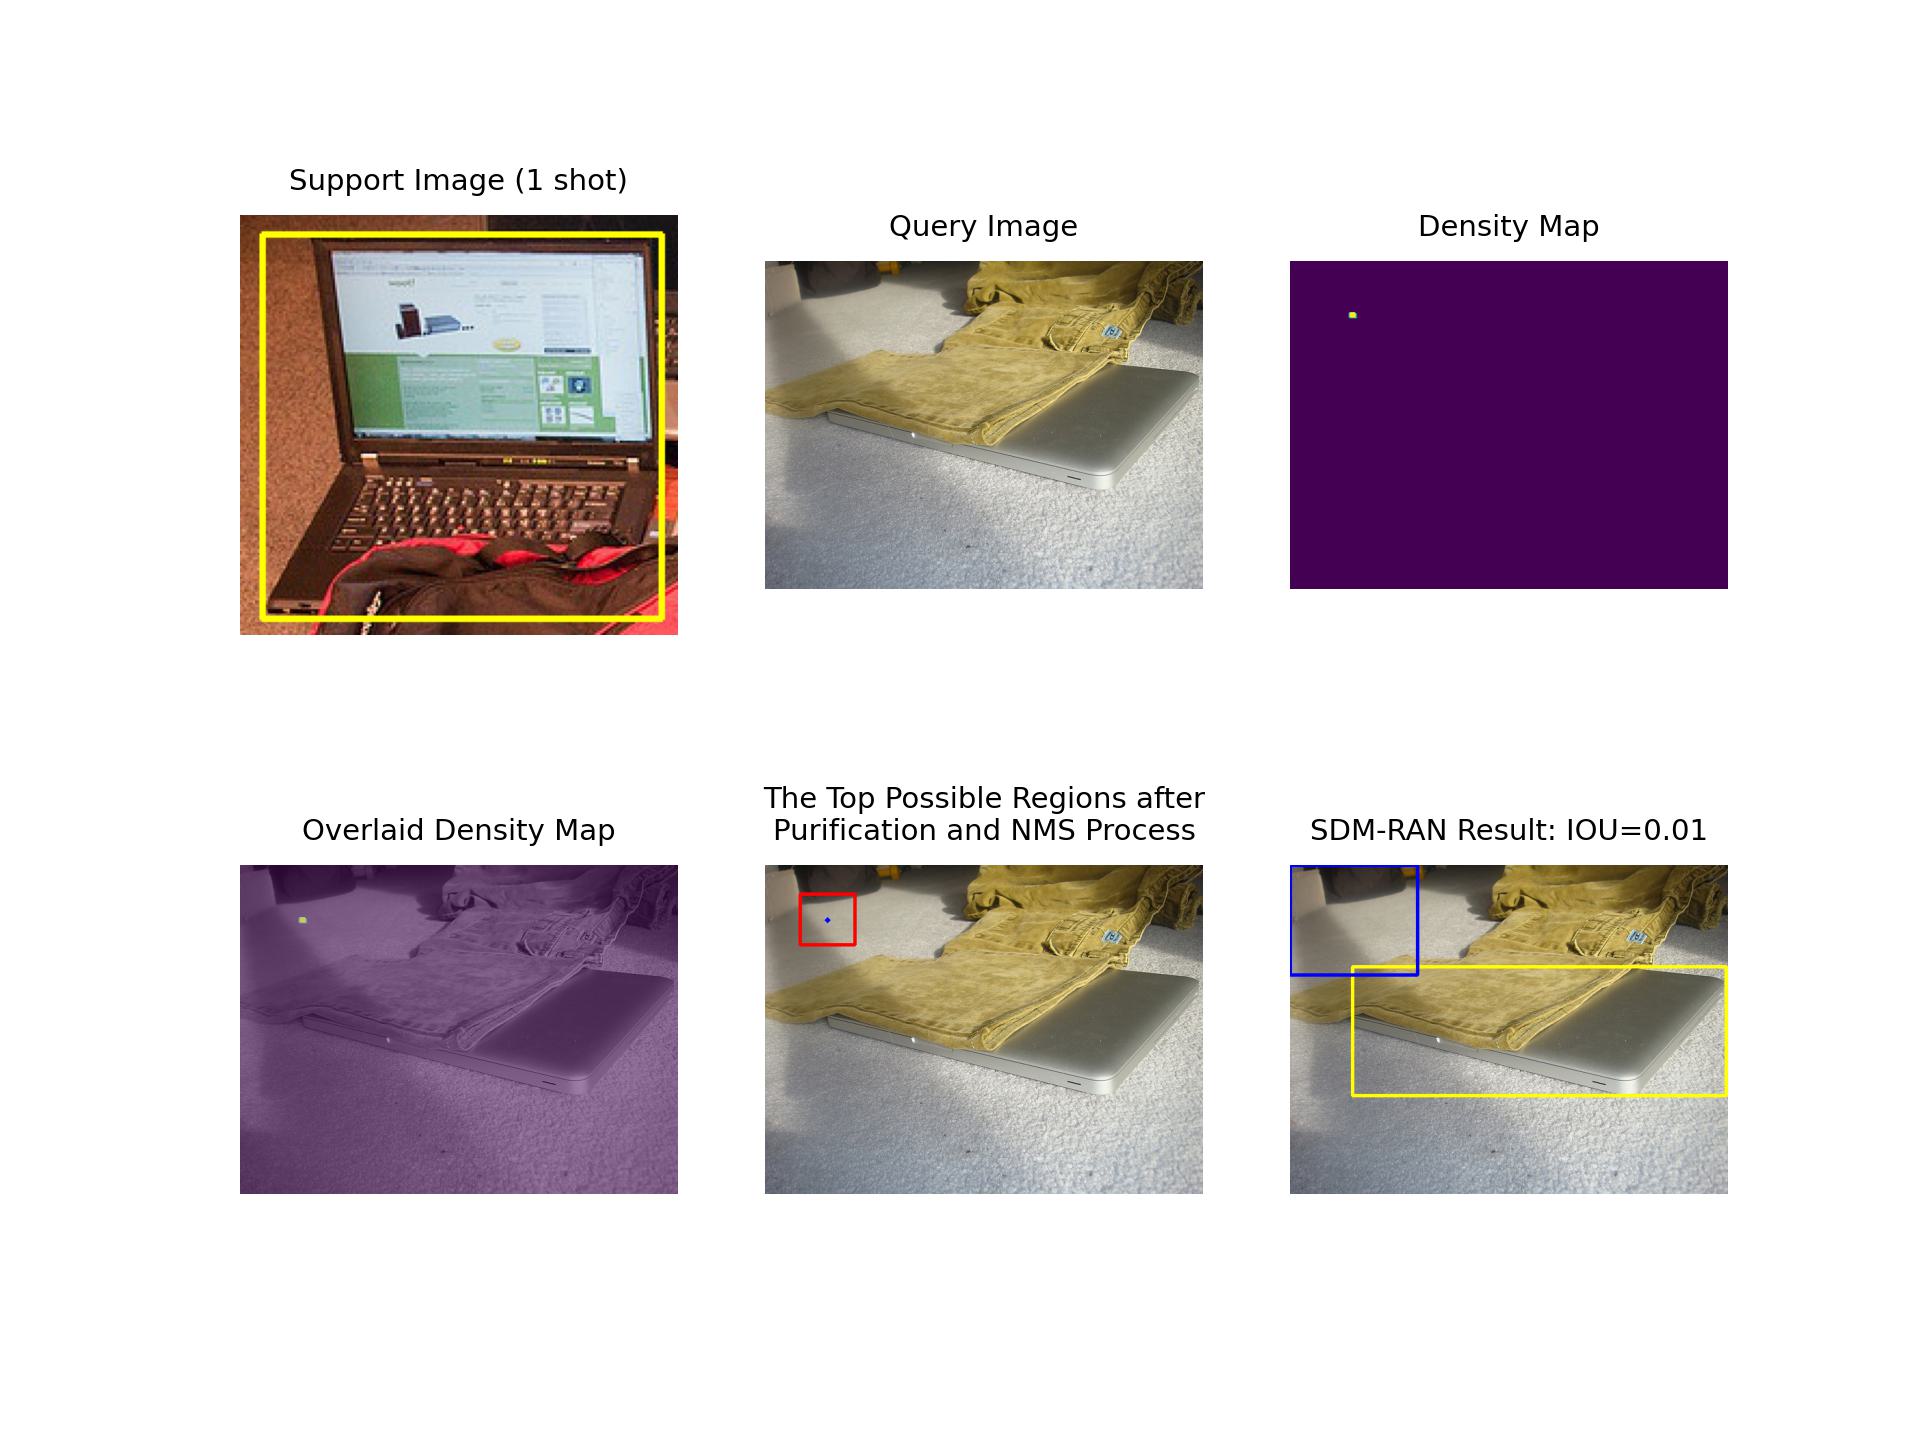 Support Image (1 shot)
Query Image
Density Map
woot!
Overlaid Density Map
The Top Possible Regions after
Purification and NMS Process
SDM-RAN Result: IOU=0.01